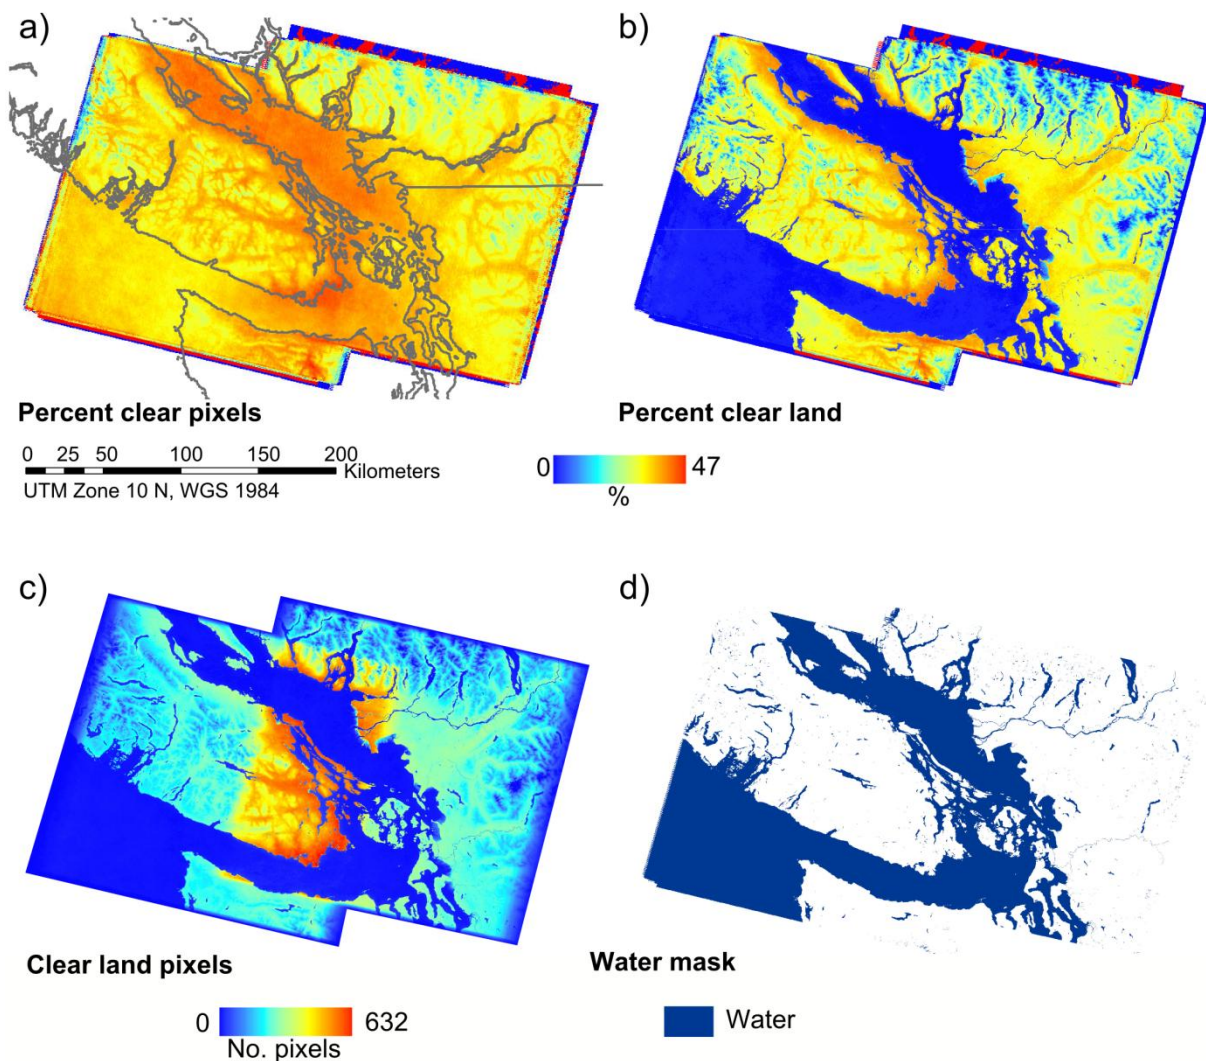 a)
b)
Percent clear pixels
Percent clear land
0 25 50 100 150 200
Kilometers
UTM Zone 10 N, WGS 1984
0 47
%
c)
d)
Clear land pixels
Water mask
0 632
No. pixels
Water